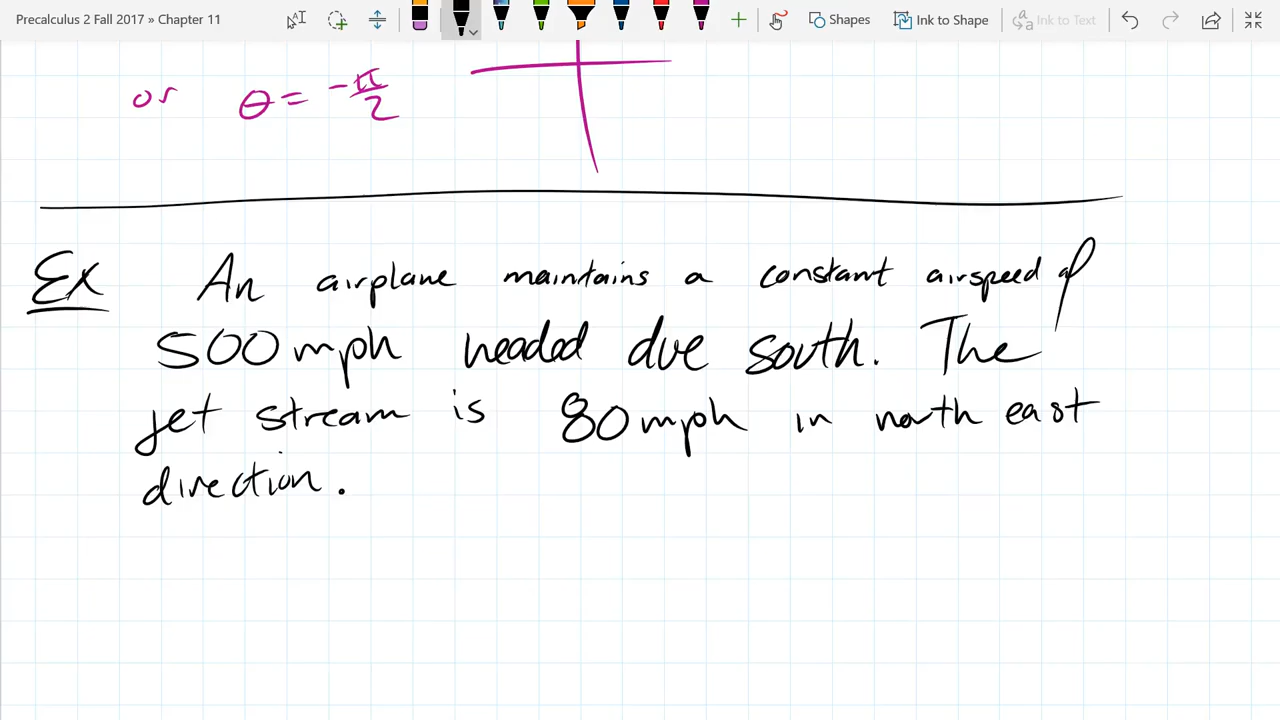 Precalculus 2 Fall 2017 » Chapter 11
Shapes
Ink to Shape
Ink to Text
or θ = -π/2
Ex An airplane maintains a constant airspeed of
500 mph headed due south. The
jet stream is 80 mph in north east
direction.